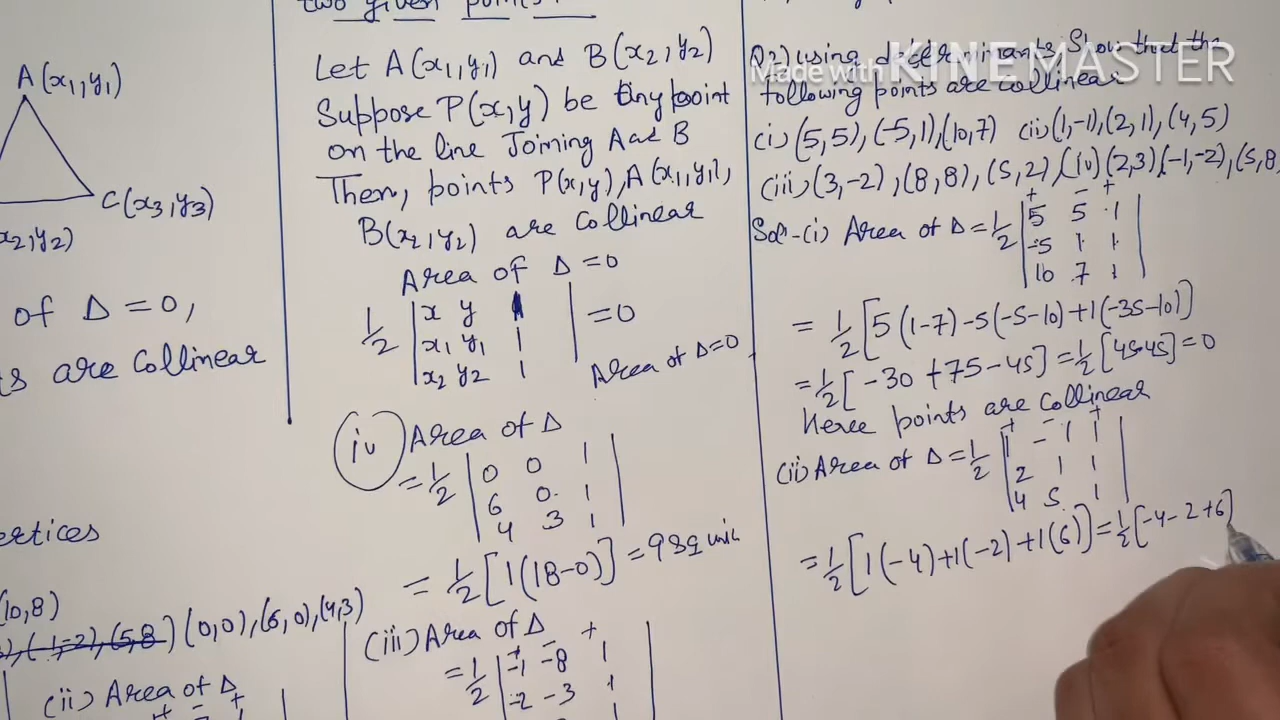 A(x₁,y₁)
C(x₃,y₃)
x₂,y₂)
of Δ = 0,
are Collinear
vertices
(10,8)
(-1,-2), (5,8) (0,0), (6,0), (4,3)
(ii) Area of Δ
two given points
Let A(x₁,y₁) and B(x₂,y₂)
Suppose P(x,y) be any point
on the line Joining A and B
Then, points P(x,y), A(x₁,y₁),
B(x₂,y₂) are Collinear
Area of Δ = 0
1/2 | x y 1 | = 0
x₁ y₁ 1
x₂ y₂ 1
Area of Δ = 0
iv Area of Δ
= 1/2 | 0 0 1 |
6 0 1
4 3 1
= 1/2 [1(18-0)] = 9 sq unit
(iii) Area of Δ
+ - +
= 1/2 | -1 -8 1 |
-2 -3 1
Made with KINEMASTER
Q2) using determinants, Show that the
following points are collinear
(i) (5,5), (-5,1), (10,7) (ii) (1,-1), (2,1), (4,5)
(iii) (3,-2), (8,8), (5,2), (iv) (2,3) (-1,-2), (5,8
+ - +
Sol-(i) Area of Δ = 1/2 | 5 5 1 |
-5 1 1
10 7 1
= 1/2 [5(1-7) -5(-5-10) +1(-35-10)]
= 1/2 [-30 +75 -45] = 1/2 [45-45] = 0
Hence points are collinear
+ - +
(ii) Area of Δ = 1/2 | 1 -1 1 |
2 1 1
4 5 1
= 1/2 [1(-4) +1(-2) +1(6)] = 1/2 [-4 -2 +6]